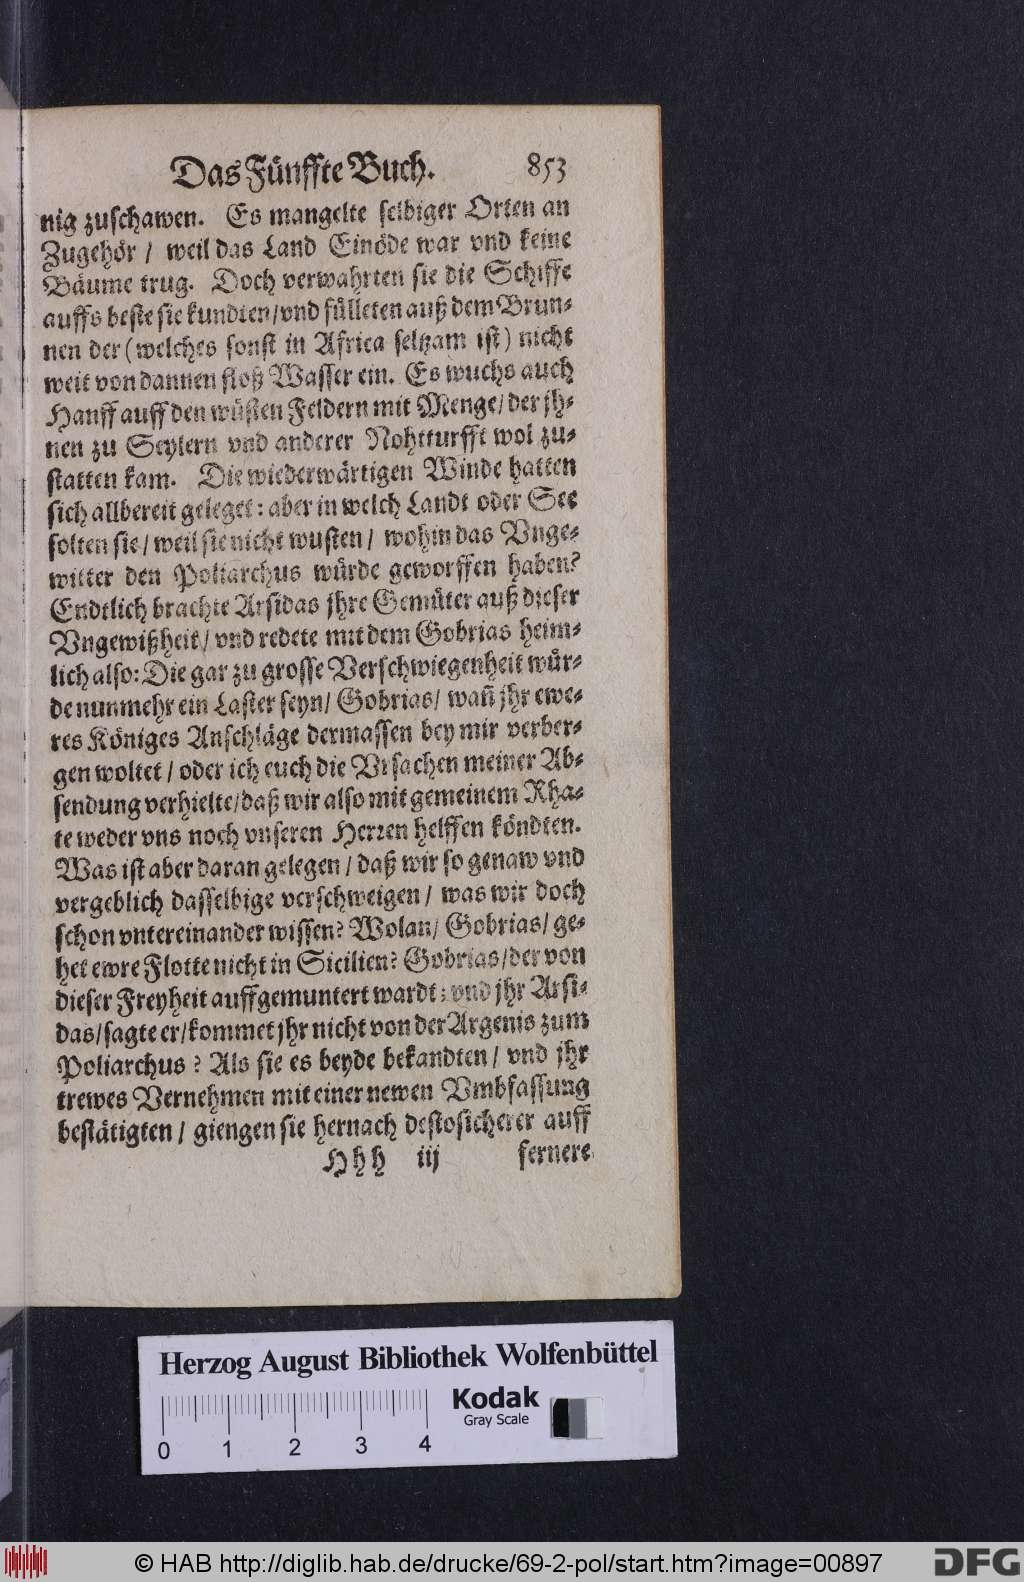 Das Fünffte Buch. 853
nig zuschawen. Es mangelte selbiger Orten an
Zugehör / weil das Land Einöde war vnd keine
Bäume trug. Doch verwahrten sie die Schiffe
auffs beste sie kundten / vnd fülleten auß dem Brun-
nen der (welches sonst in Africa seltzam ist) nicht
weit von dannen floß Wasser ein. Es wuchs auch
Hanff auff den wüsten Feldern mit Menge / der jh-
nen zu Seylern vnd anderer Nohtturfft wol zu-
statten kam. Die wiederwärtigen Winde hatten
sich allbereit geleget: aber in welch Landt oder See
solten sie / weil sie nicht wusten / wohin das Vnge-
witter den Poliarchus würde geworffen haben?
Endtlich brachte Arsidas jhre Gemüter auß dieser
Vngewißheit / vnd redete mit dem Gobrias heim-
lich also: Die gar zu grosse Verschwiegenheit wür-
de nunmehr ein Laster seyn / Gobrias / wañ jhr ewe-
res Königes Anschläge dermassen bey mir verber-
gen woltet / oder ich euch die Vrsachen meiner Ab-
sendung verhielte / daß wir also mit gemeinem Rha-
te weder vns noch vnseren Herren helffen köndten.
Was ist aber daran gelegen / daß wir so genaw vnd
vergeblich dasselbige verschweigen / was wir doch
schon vntereinander wissen? Wolan / Gobrias / ge-
het ewre Flotte nicht in Sicilien? Gobrias / der von
dieser Freyheit auffgemuntert wardt: vnd jhr Arsi-
das / sagte er / kommet jhr nicht von der Argenis zum
Poliarchus? Als sie es beyde bekandten / vnd jhr
trewes Vernehmen mit einer newen Vmbfassung
bestätigten / giengen sie hernach destosicherer auff
Hhh iij fernere
Herzog August Bibliothek Wolfenbüttel
Kodak
Gray Scale
0 1 2 3 4
© HAB http://diglib.hab.de/drucke/69-2-pol/start.htm?image=00897
DFG